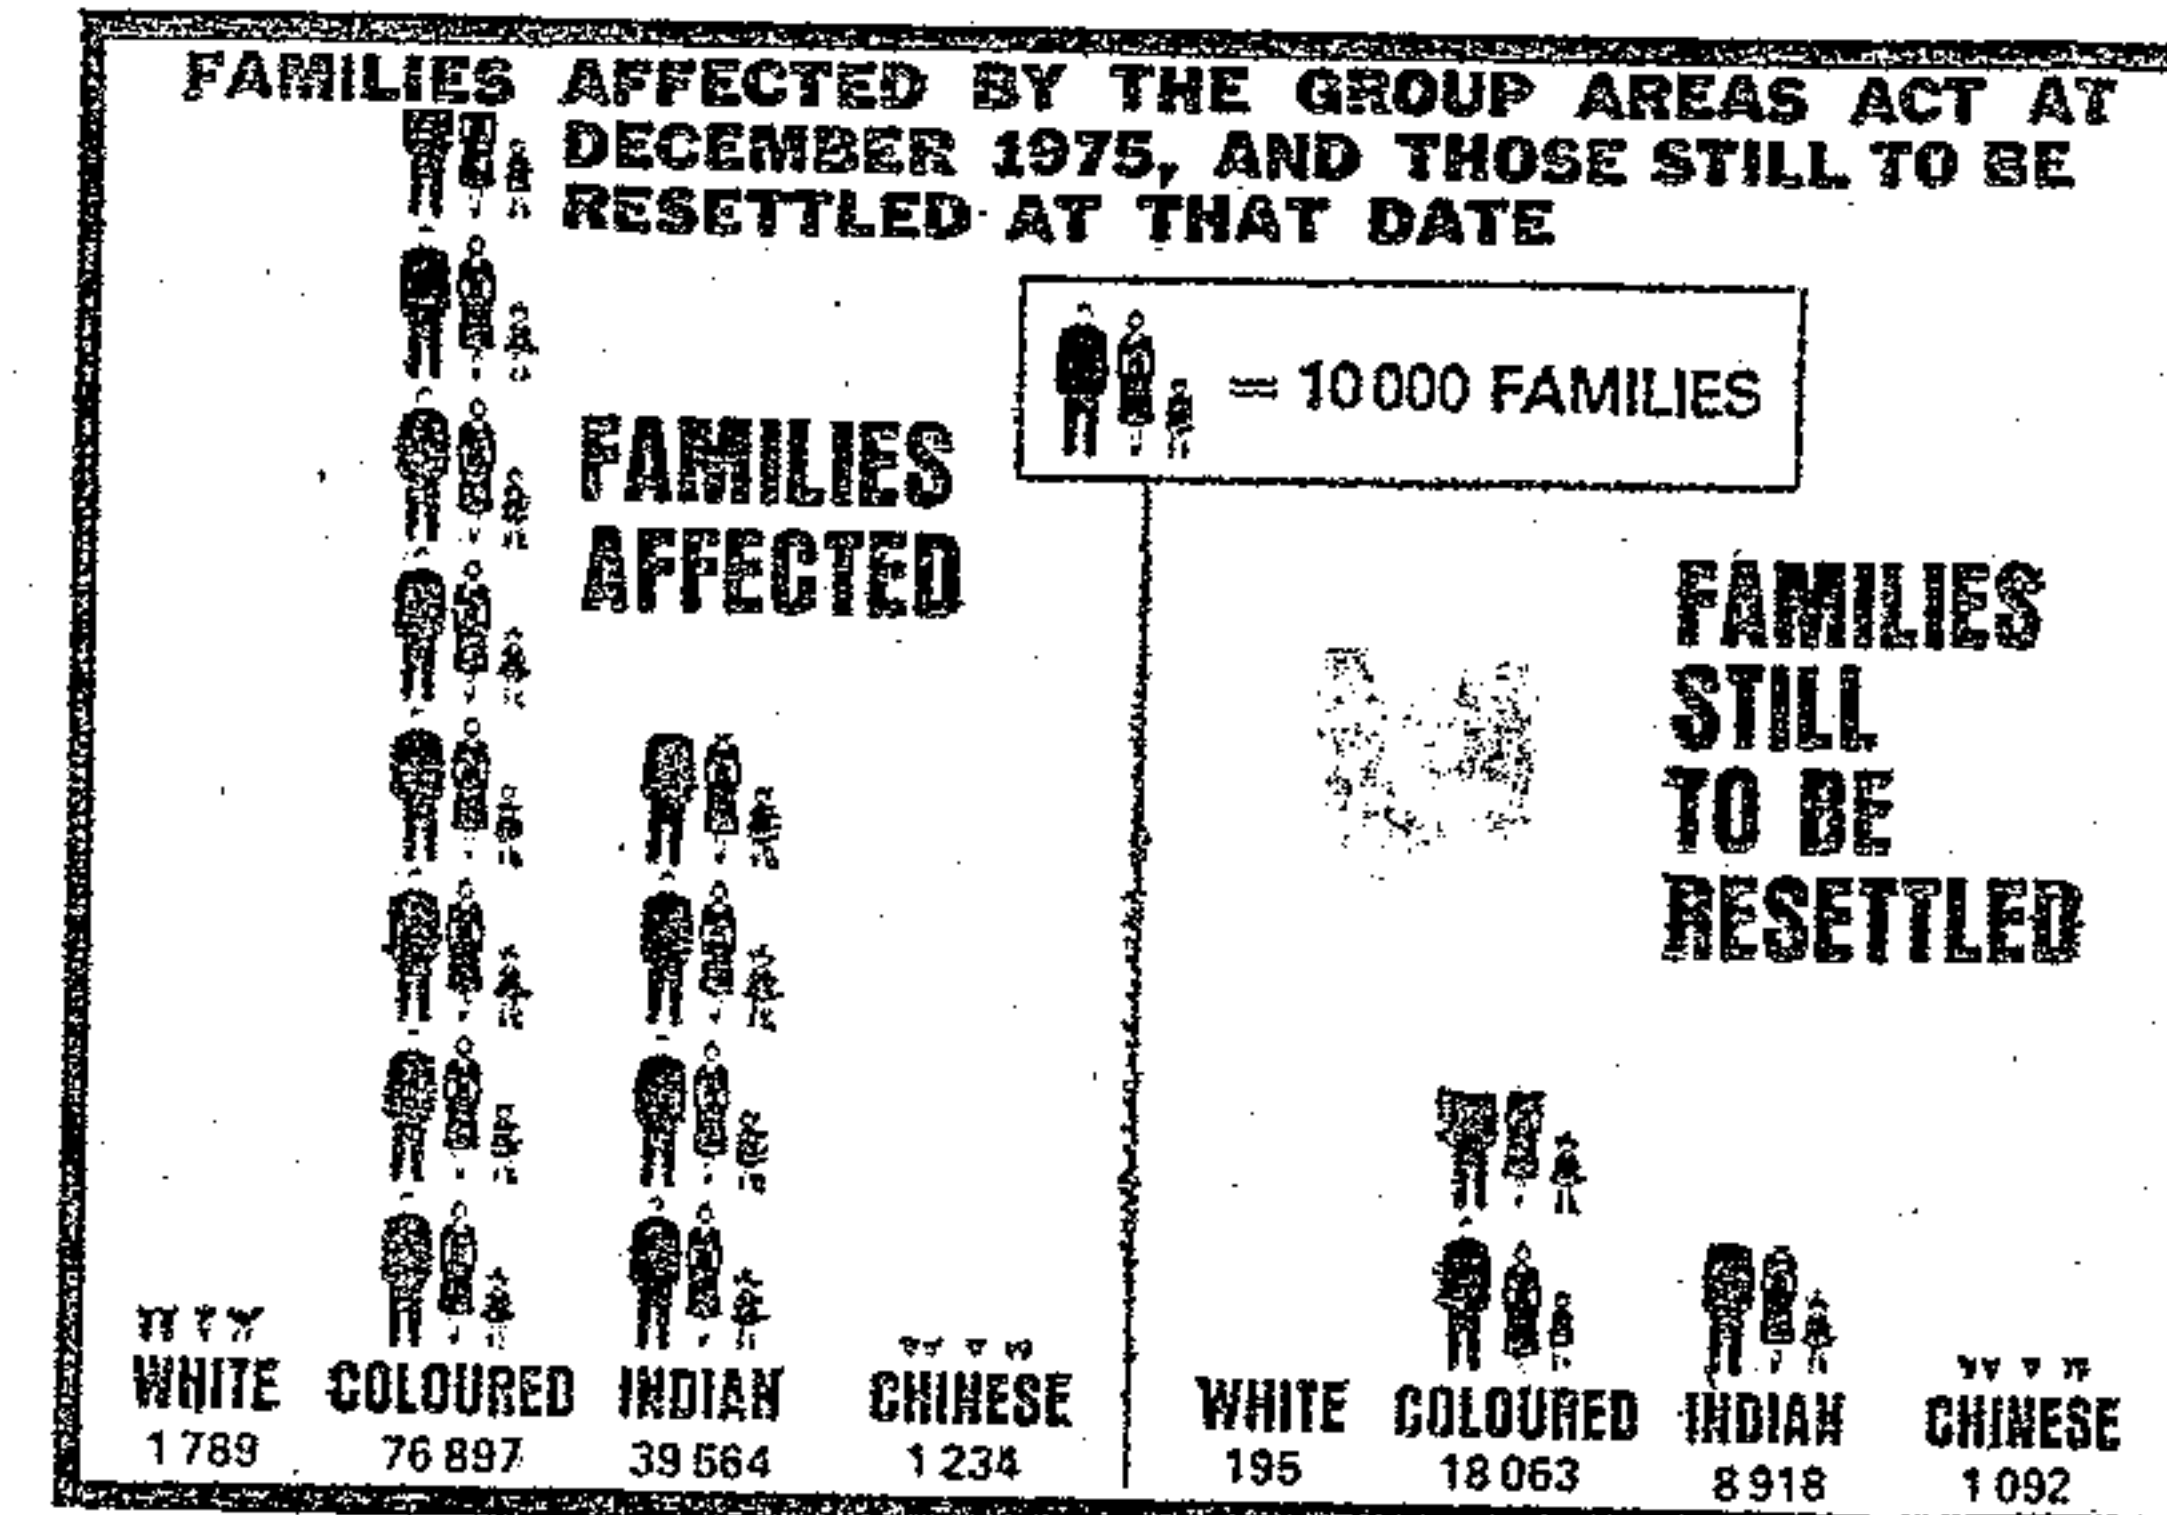 FAMILIES AFFECTED BY THE GROUP AREAS ACT AT
DECEMBER 1975, AND THOSE STILL TO BE
RESETTLED AT THAT DATE
= 10 000 FAMILIES
FAMILIES
AFFECTED
FAMILIES
STILL
TO BE
RESETTLED
WHITE COLOURED INDIAN CHINESE
1 789 76 897 39 564 1 234
WHITE COLOURED INDIAN CHINESE
195 18 063 8 918 1 092